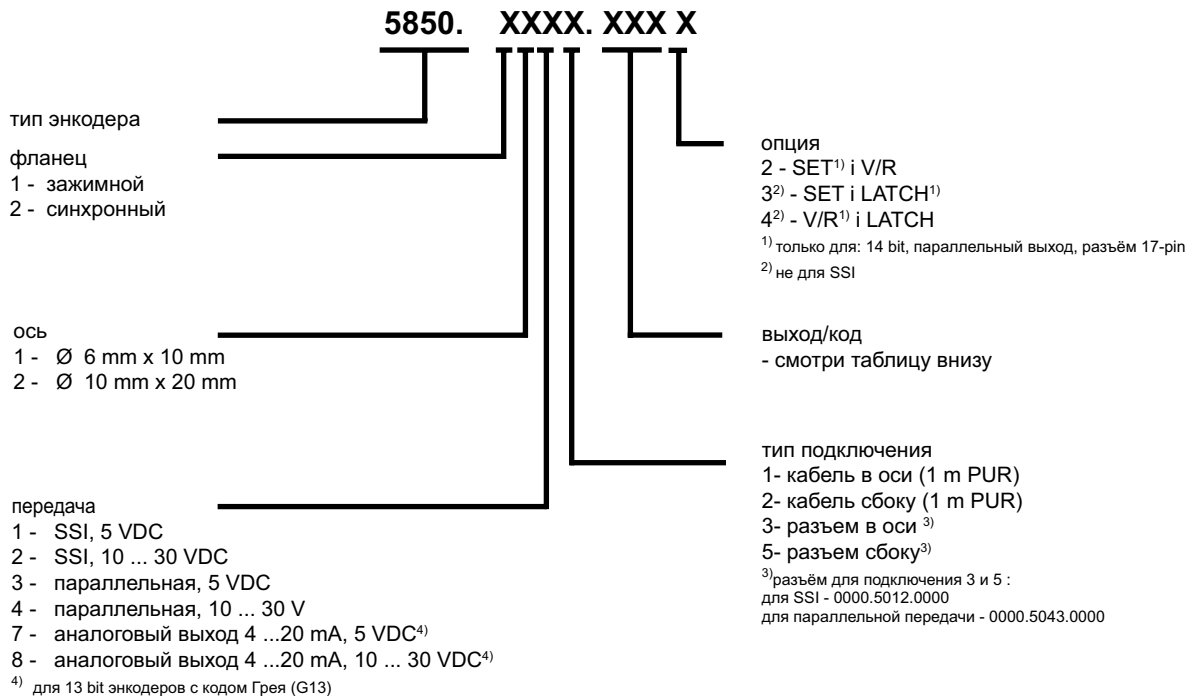 5850. XXXX. XXX X
тип энкодера
фланец
1 - зажимной
2 - синхронный
ось
1 - Ø 6 mm x 10 mm
2 - Ø 10 mm x 20 mm
передача
1 - SSI, 5 VDC
2 - SSI, 10 ... 30 VDC
3 - параллельная, 5 VDC
4 - параллельная, 10 ... 30 V
7 - аналоговый выход 4 ...20 mA, 5 VDC4)
8 - аналоговый выход 4 ...20 mA, 10 ... 30 VDC4)
4) для 13 bit энкодеров с кодом Грея (G13)
опция
2 - SET1) i V/R
32) - SET i LATCH1)
42) - V/R1) i LATCH
1) только для: 14 bit, параллельный выход, разъём 17-pin
2) не для SSI
выход/код
- смотри таблицу внизу
тип подключения
1- кабель в оси (1 m PUR)
2- кабель сбоку (1 m PUR)
3- разъем в оси 3)
5- разъем сбоку3)
3)разъём для подключения 3 и 5 :
для SSI - 0000.5012.0000
для параллельной передачи - 0000.5043.0000